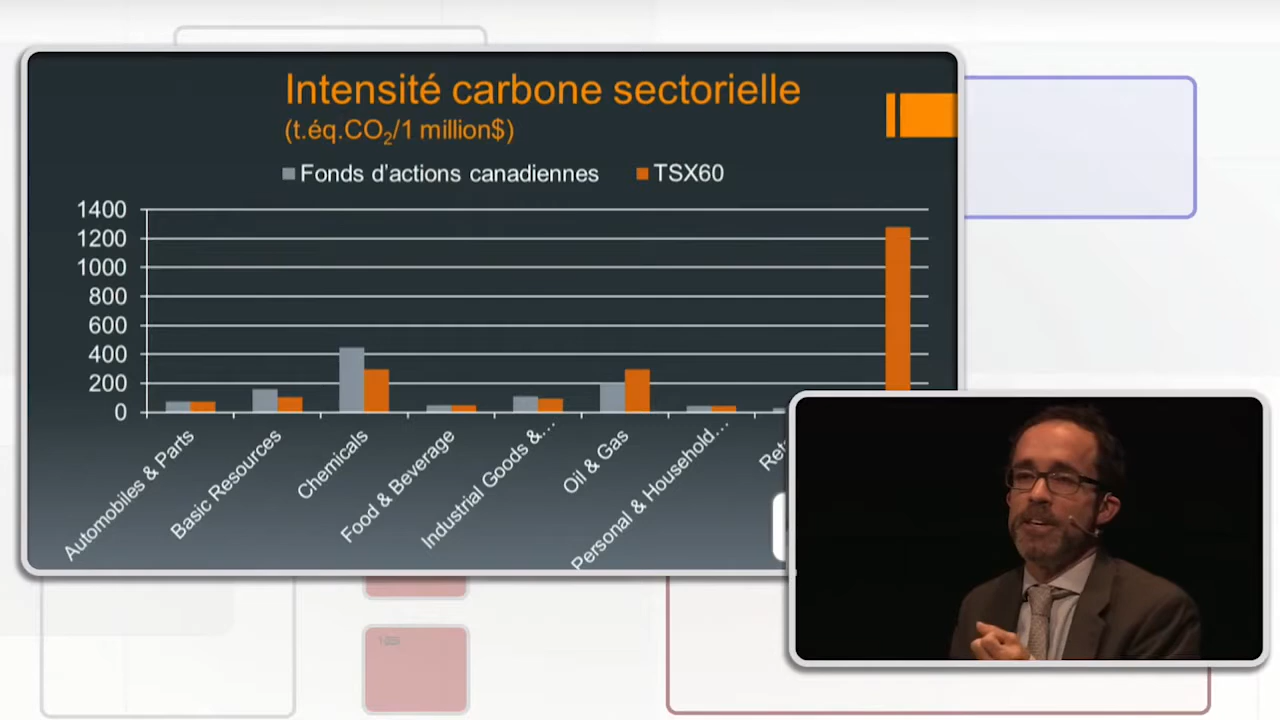 Intensité carbone sectorielle
(t.éq.CO₂/1 million$)
Fonds d'actions canadiennes TSX60
1400
1200
1000
800
600
400
200
0
Automobiles & Parts
Basic Resources
Chemicals
Food & Beverage
Industrial Goods &…
Oil & Gas
Personal & Household…